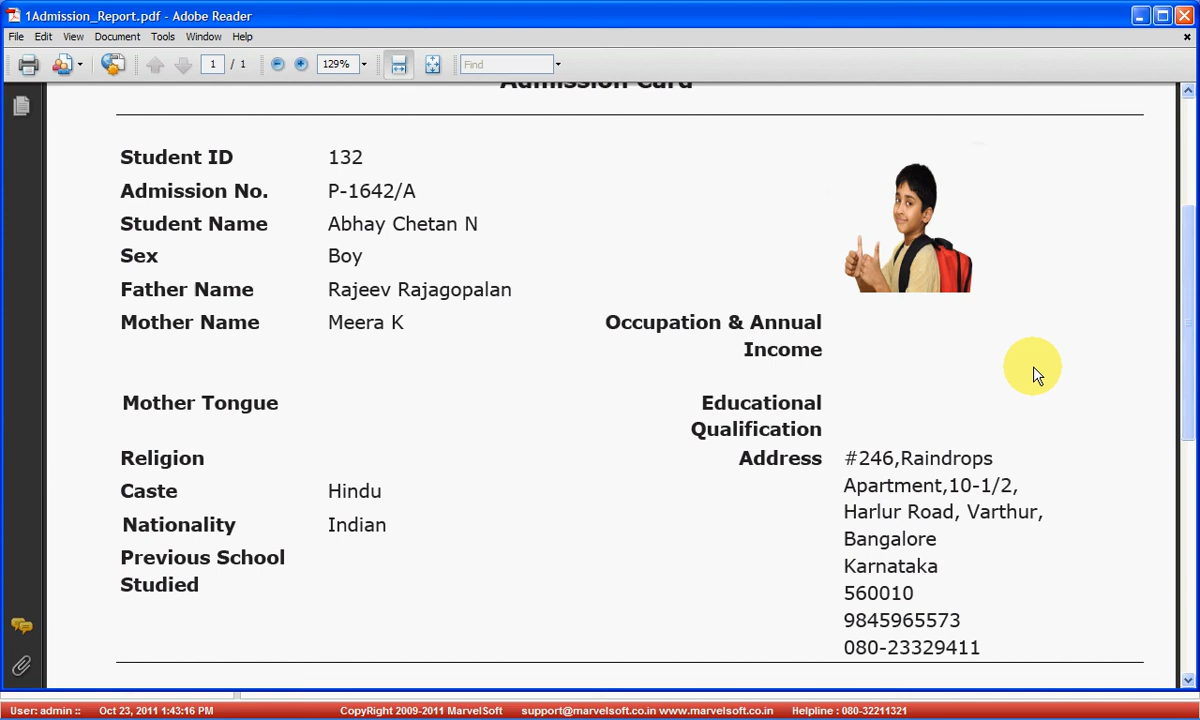 1Admission_Report.pdf - Adobe Reader
File Edit View Document Tools Window Help
1 / 1 129% Find
Admission Card
Student ID 132
Admission No. P-1642/A
Student Name Abhay Chetan N
Sex Boy
Father Name Rajeev Rajagopalan
Mother Name Meera K Occupation & Annual
Income
Mother Tongue Educational
Qualification
Religion Address #246,Raindrops
Apartment,10-1/2,
Caste Hindu
Harlur Road, Varthur,
Nationality Indian
Bangalore
Previous School
Karnataka
Studied
560010
9845965573
080-23329411
User: admin :: Oct 23, 2011 1:43:16 PM CopyRight 2009-2011 MarvelSoft support@marvelsoft.co.in www.marvelsoft.co.in Helpline : 080-32211321